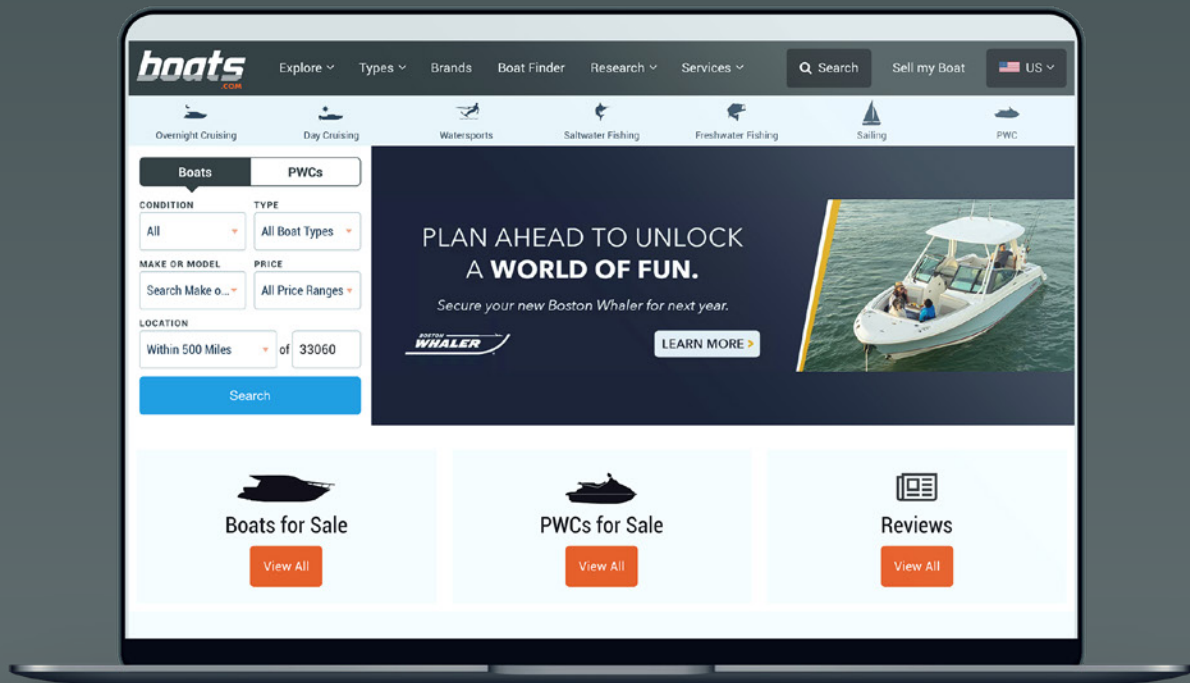 boats
.COM
Explore
Types
Brands
Boat Finder
Research
Services
Search
Sell my Boat
US
Overnight Cruising
Day Cruising
Watersports
Saltwater Fishing
Freshwater Fishing
Sailing
PWC
Boats
PWCs
CONDITION
TYPE
All
All Boat Types
MAKE OR MODEL
PRICE
Search Make o...
All Price Ranges
LOCATION
Within 500 Miles
of
33060
Search
PLAN AHEAD TO UNLOCK
A WORLD OF FUN.
Secure your new Boston Whaler for next year.
BOSTON
WHALER
LEARN MORE >
Boats for Sale
View All
PWCs for Sale
View All
Reviews
View All